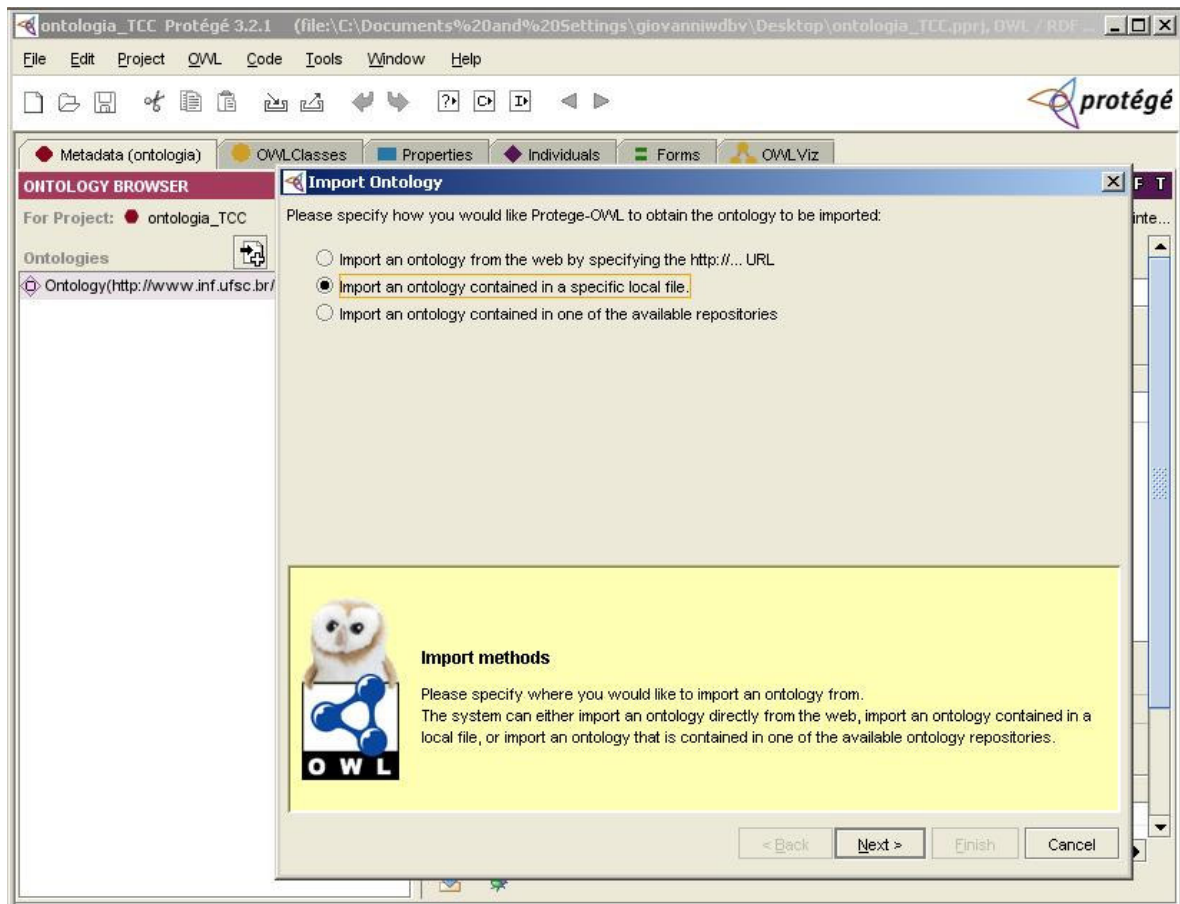 ontologia_TCC Protégé 3.2.1 (file:\C:\Documents%20and%20Settings\giovanniwdbv\Desktop\ontologia_TCC.pprj, OWL / RDF ...
File Edit Project OWL Code Tools Window Help
protégé
Metadata (ontologia) OWLClasses Properties Individuals Forms OWLViz
ONTOLOGY BROWSER
For Project: ontologia_TCC
Ontologies
Ontology(http://www.inf.ufsc.br/
F T
inte...
Import Ontology
Please specify how you would like Protege-OWL to obtain the ontology to be imported:
Import an ontology from the web by specifying the http://... URL
Import an ontology contained in a specific local file.
Import an ontology contained in one of the available repositories
OWL
Import methods
Please specify where you would like to import an ontology from.
The system can either import an ontology directly from the web, import an ontology contained in a
local file, or import an ontology that is contained in one of the available ontology repositories.
< Back Next > Finish Cancel